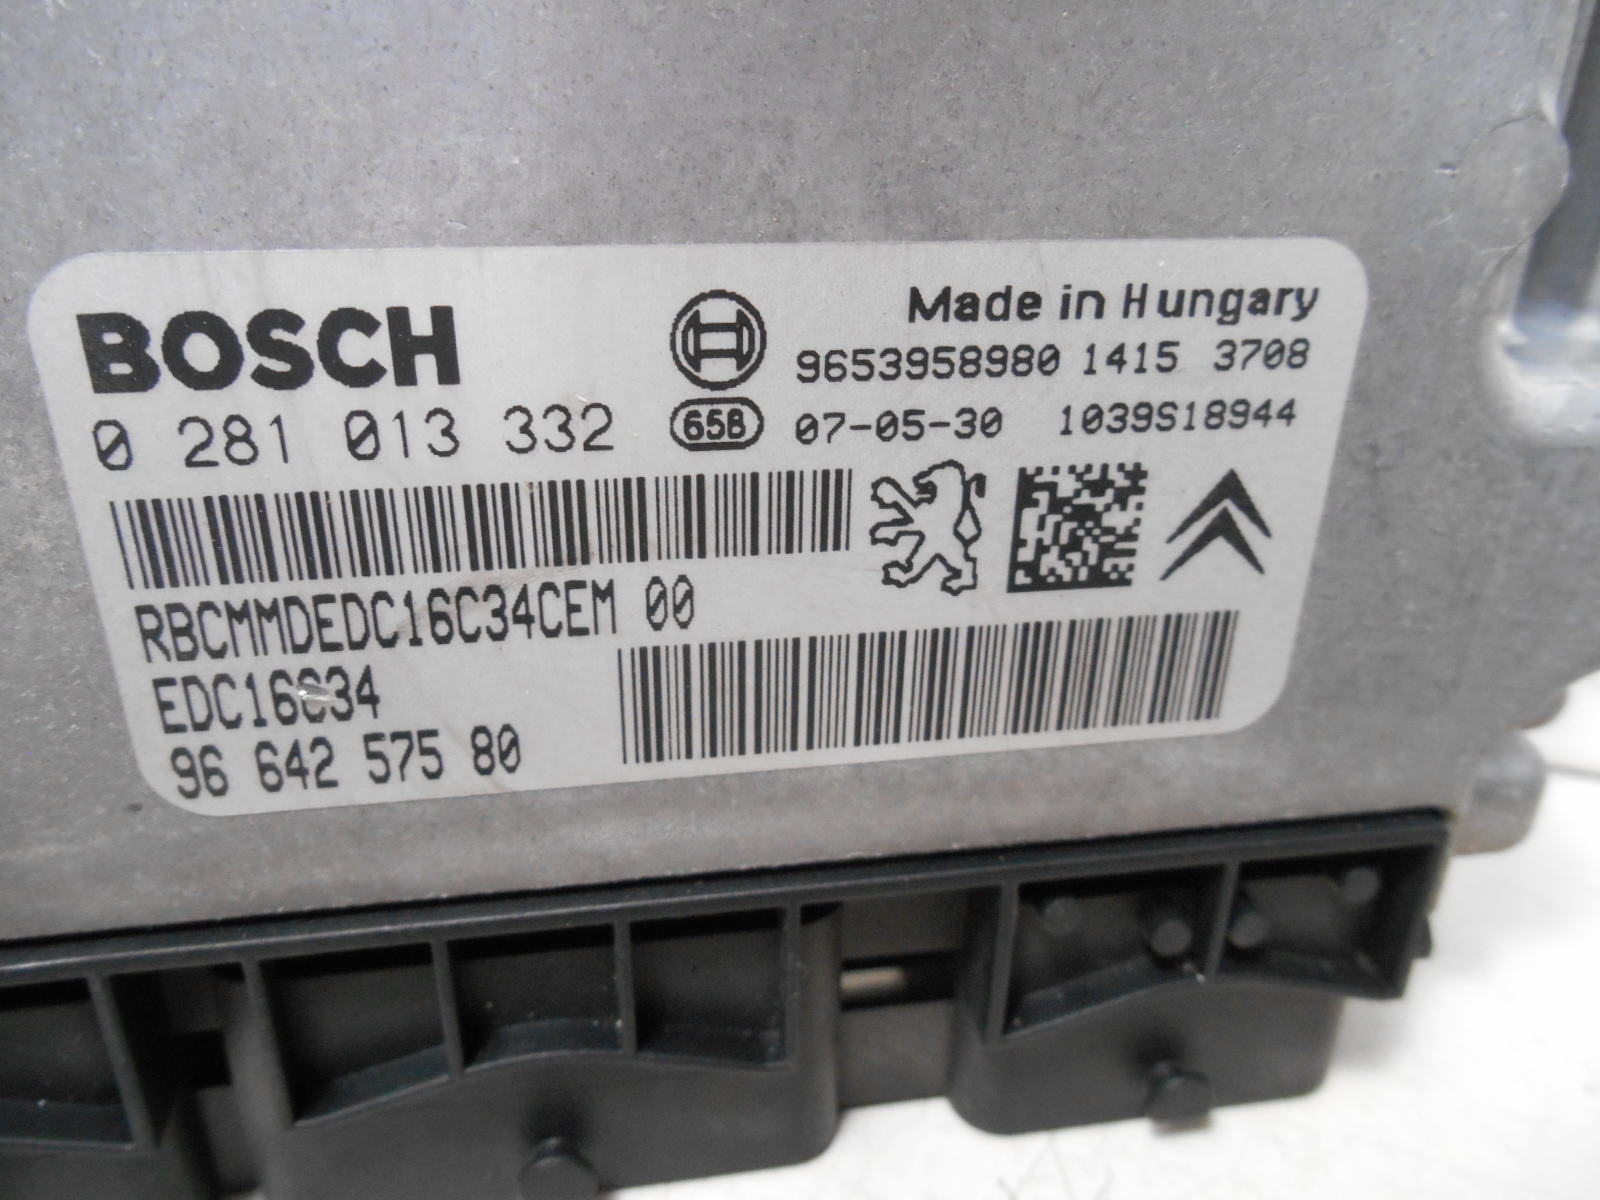 BOSCH
Made in Hungary
9653958980 1415 3708
0 281 013 332
65B
07-05-30 1039S18944
RBCMMDEDC16C34CEM 00
EDC16C34
96 642 575 80